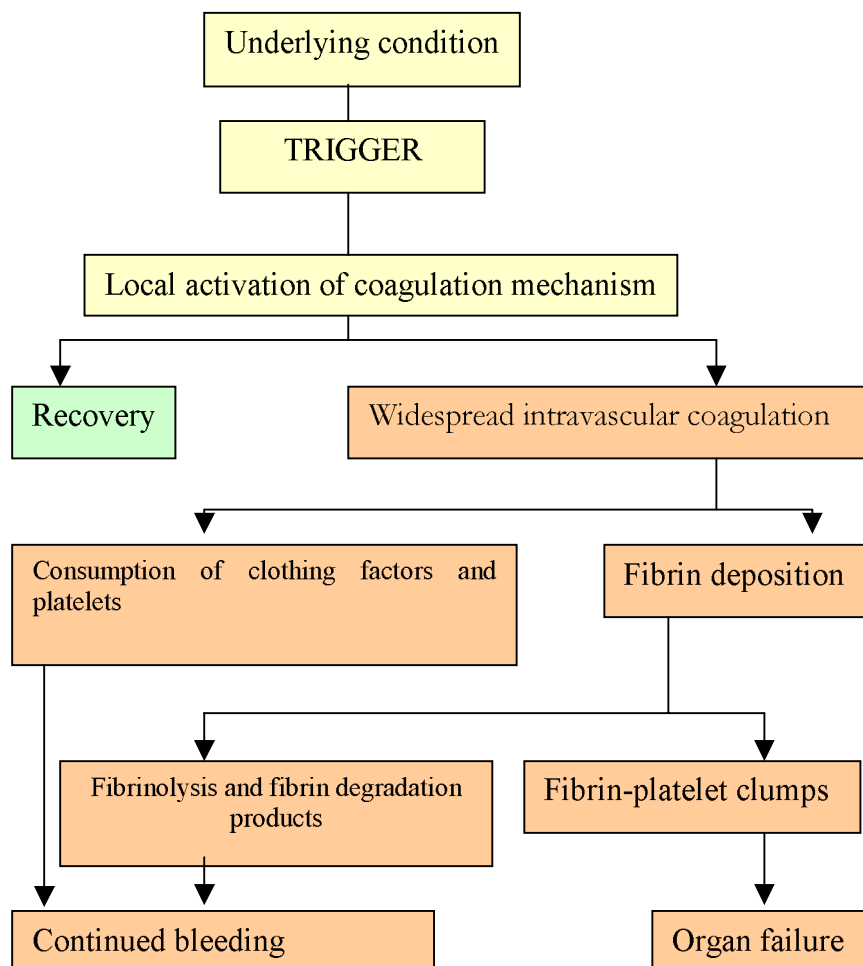 Underlying condition
TRIGGER
Local activation of coagulation mechanism
Recovery
Widespread intravascular coagulation
Consumption of clothing factors and
platelets
Fibrin deposition
Fibrinolysis and fibrin degradation
products
Fibrin-platelet clumps
Continued bleeding
Organ failure